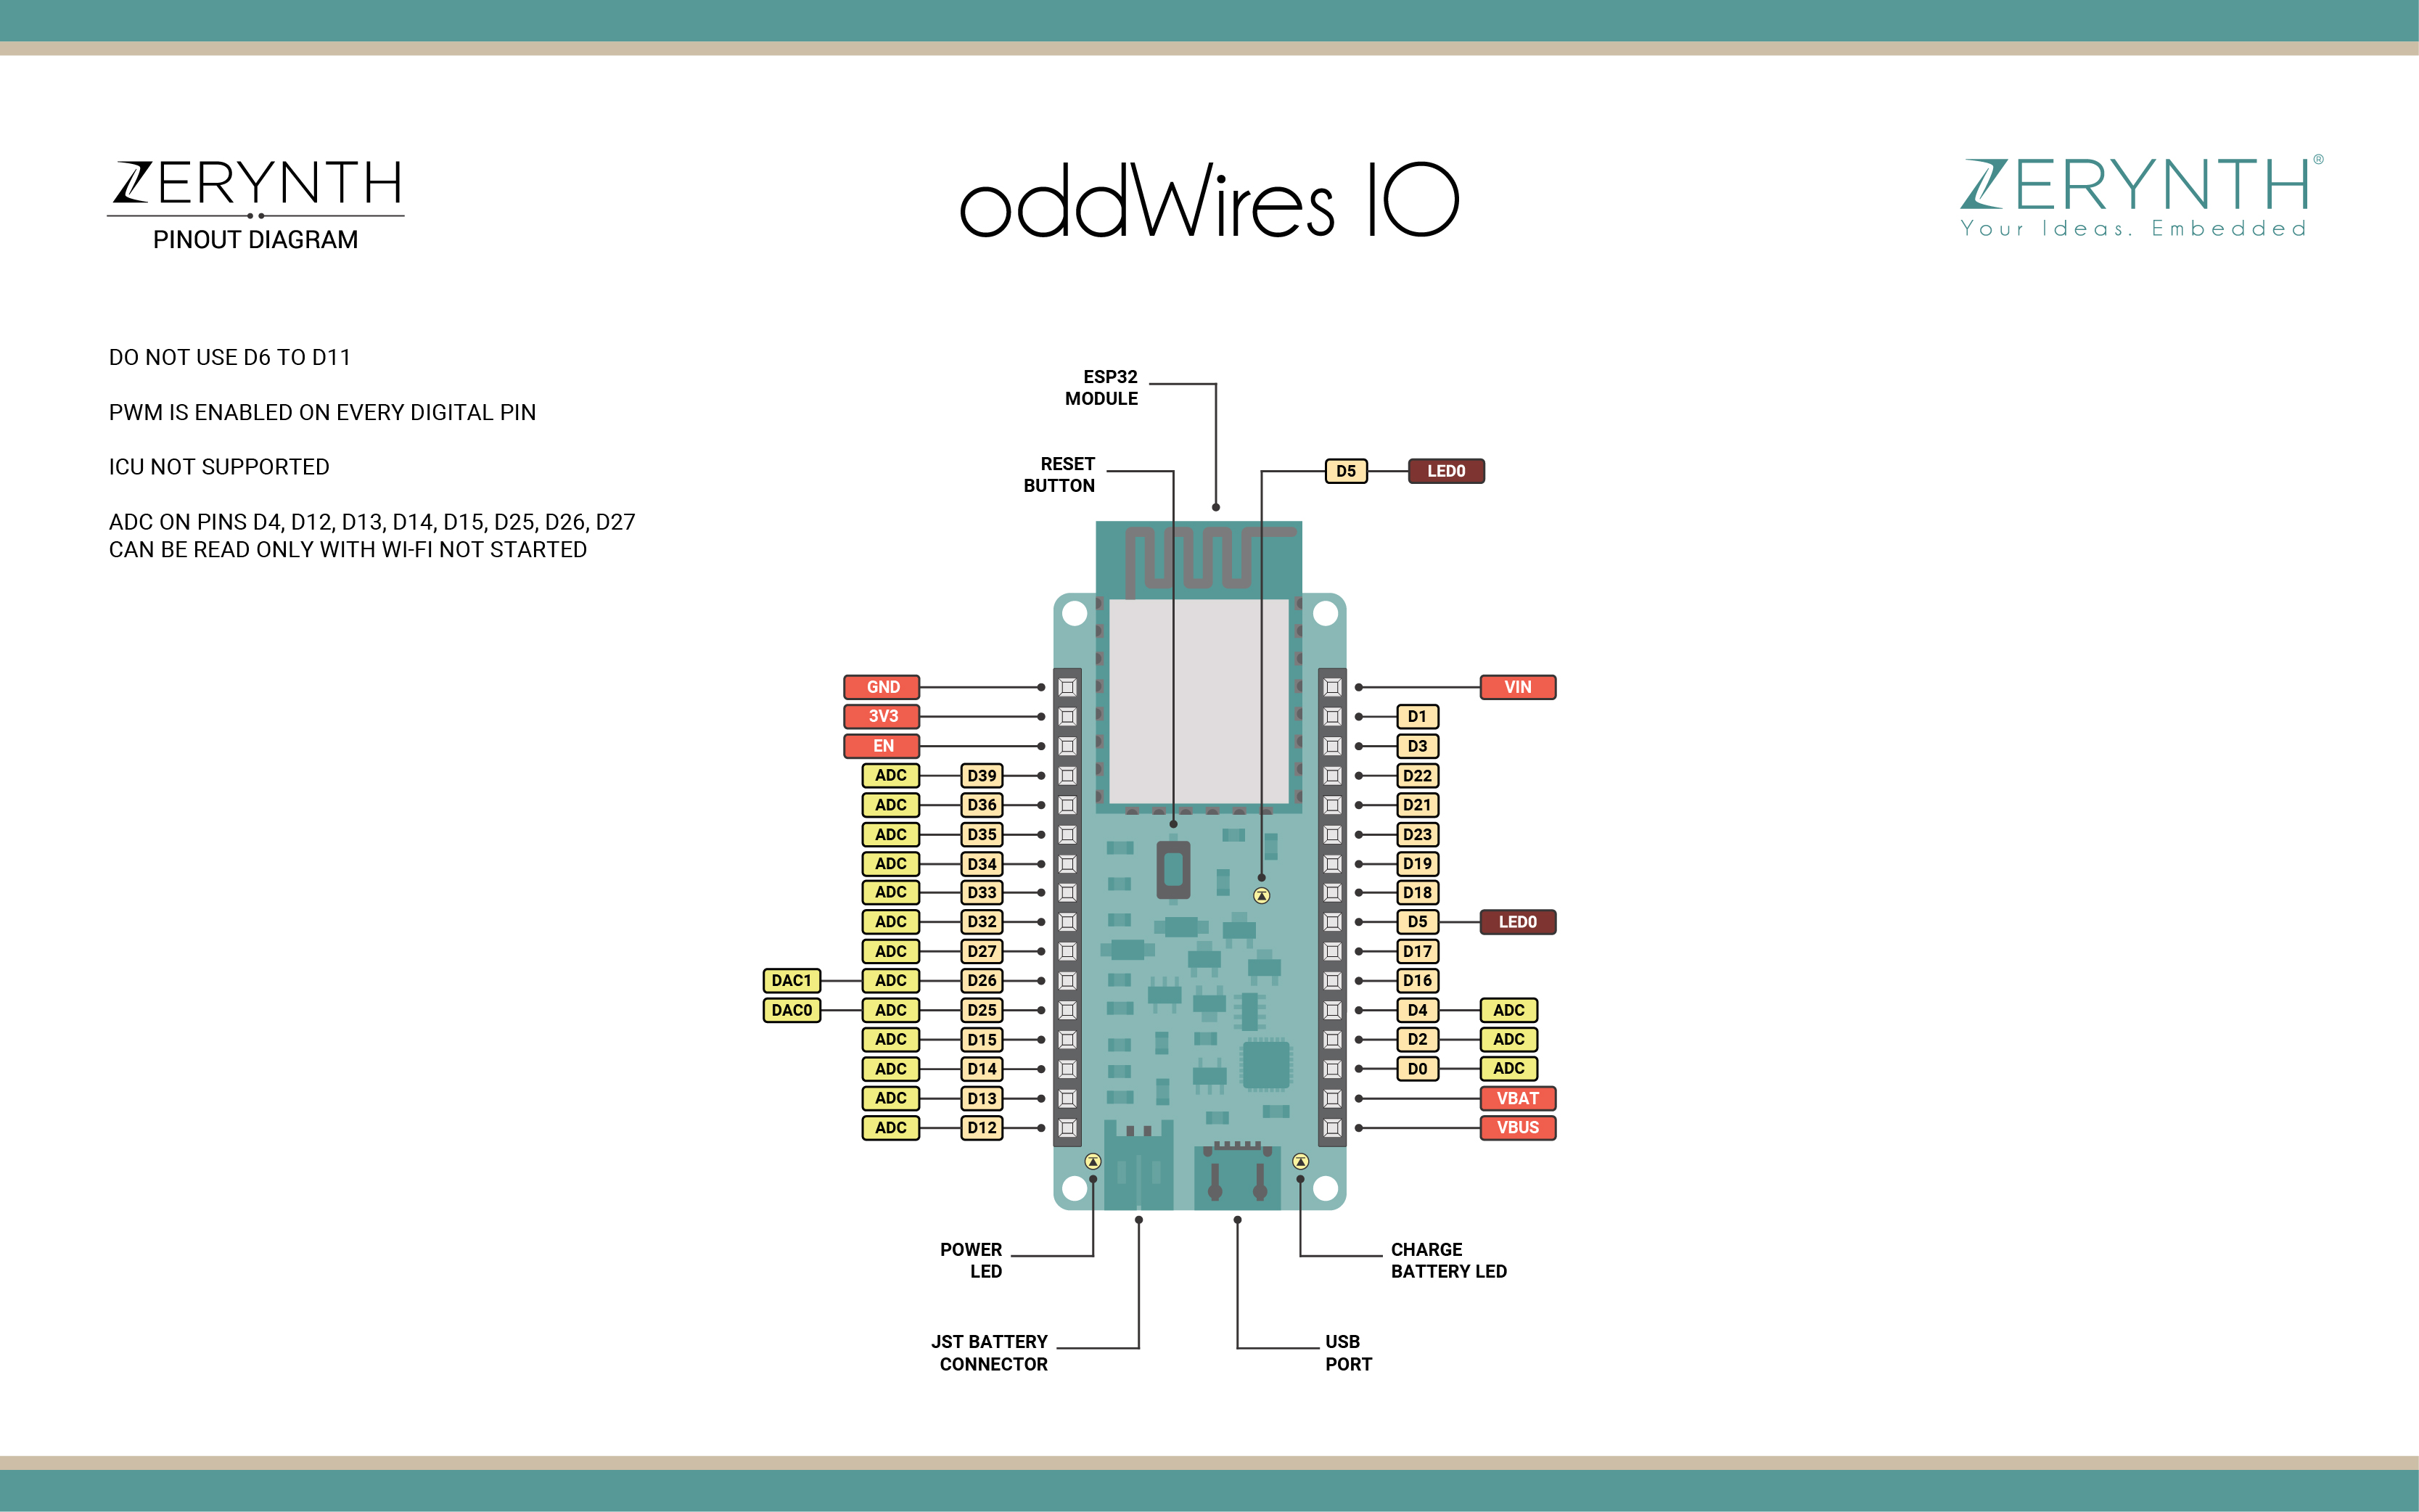 ZERYNTH
PINOUT DIAGRAM
oddWires IO
ZERYNTH®
Your Ideas. Embedded
DO NOT USE D6 TO D11
PWM IS ENABLED ON EVERY DIGITAL PIN
ICU NOT SUPPORTED
ADC ON PINS D4, D12, D13, D14, D15, D25, D26, D27
CAN BE READ ONLY WITH WI-FI NOT STARTED
ESP32
MODULE
RESET
BUTTON
D5 LED0
GND
3V3
EN
ADC D39
ADC D36
ADC D35
ADC D34
ADC D33
ADC D32
ADC D27
DAC1 ADC D26
DAC0 ADC D25
ADC D15
ADC D14
ADC D13
ADC D12
VIN
D1
D3
D22
D21
D23
D19
D18
D5 LED0
D17
D16
D4 ADC
D2 ADC
D0 ADC
VBAT
VBUS
POWER
LED
CHARGE
BATTERY LED
JST BATTERY
CONNECTOR
USB
PORT